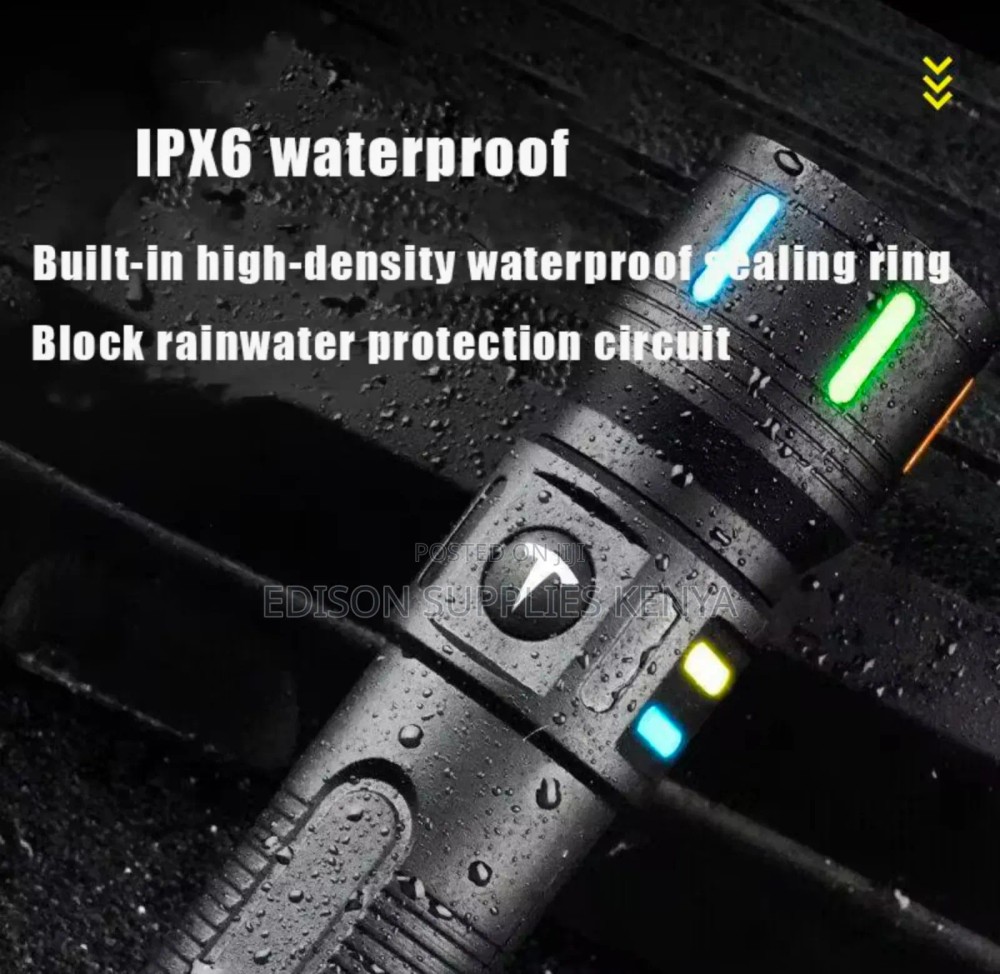 IPX6 waterproof
Built-in high-density waterproof sealing ring
Block rainwater protection circuit
POSTED ON JIJI
EDISON SUPPLIES KENYA